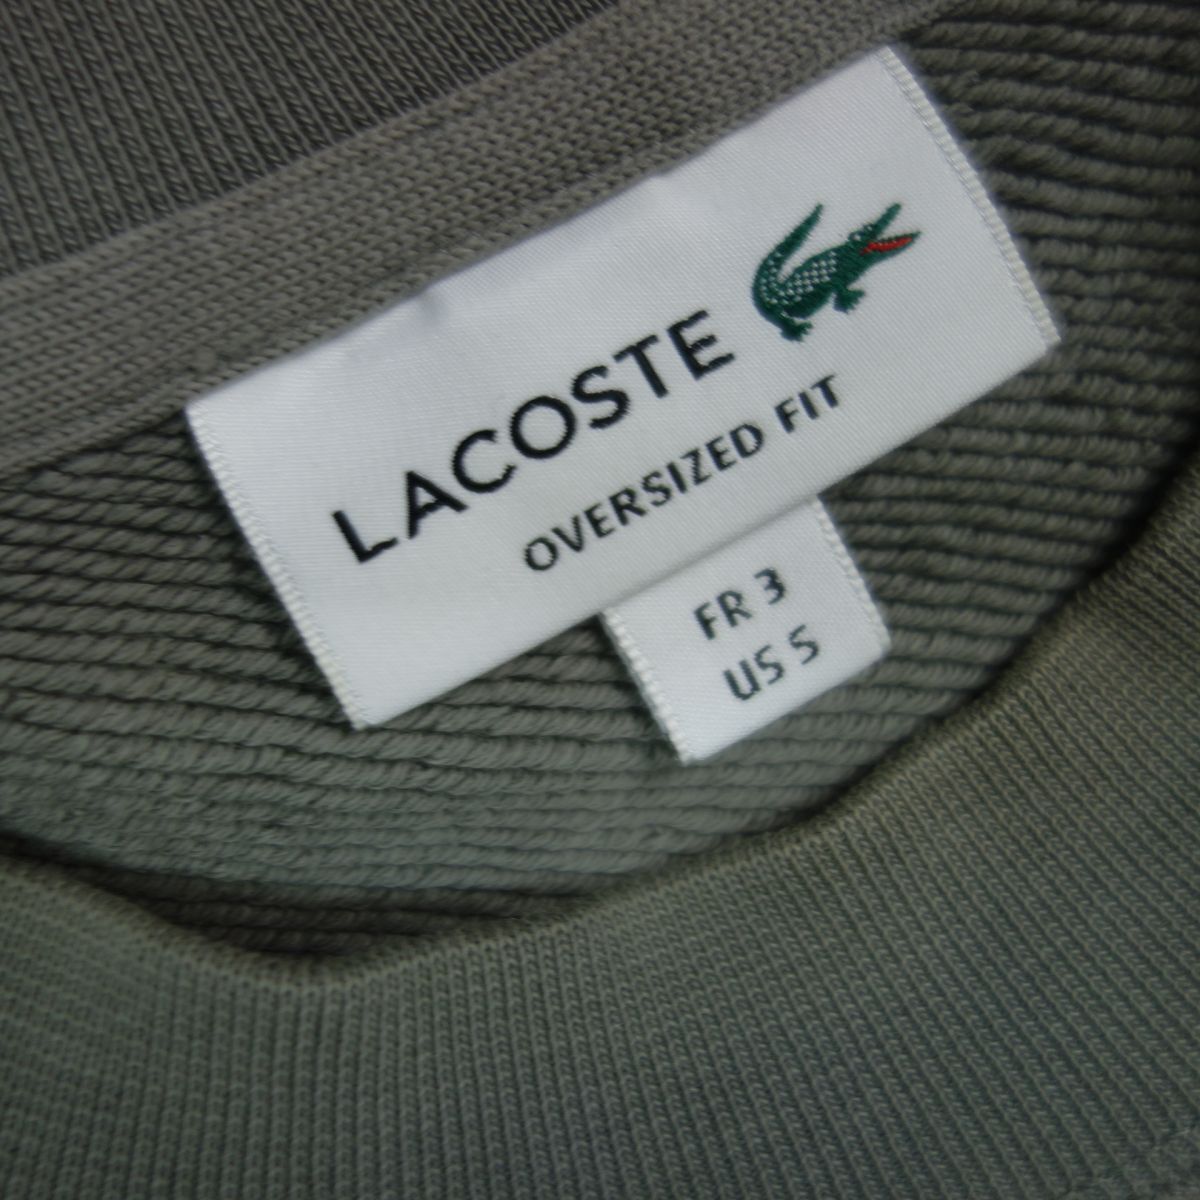 LACOSTE
OVERSIZED FIT
FR 3
US S